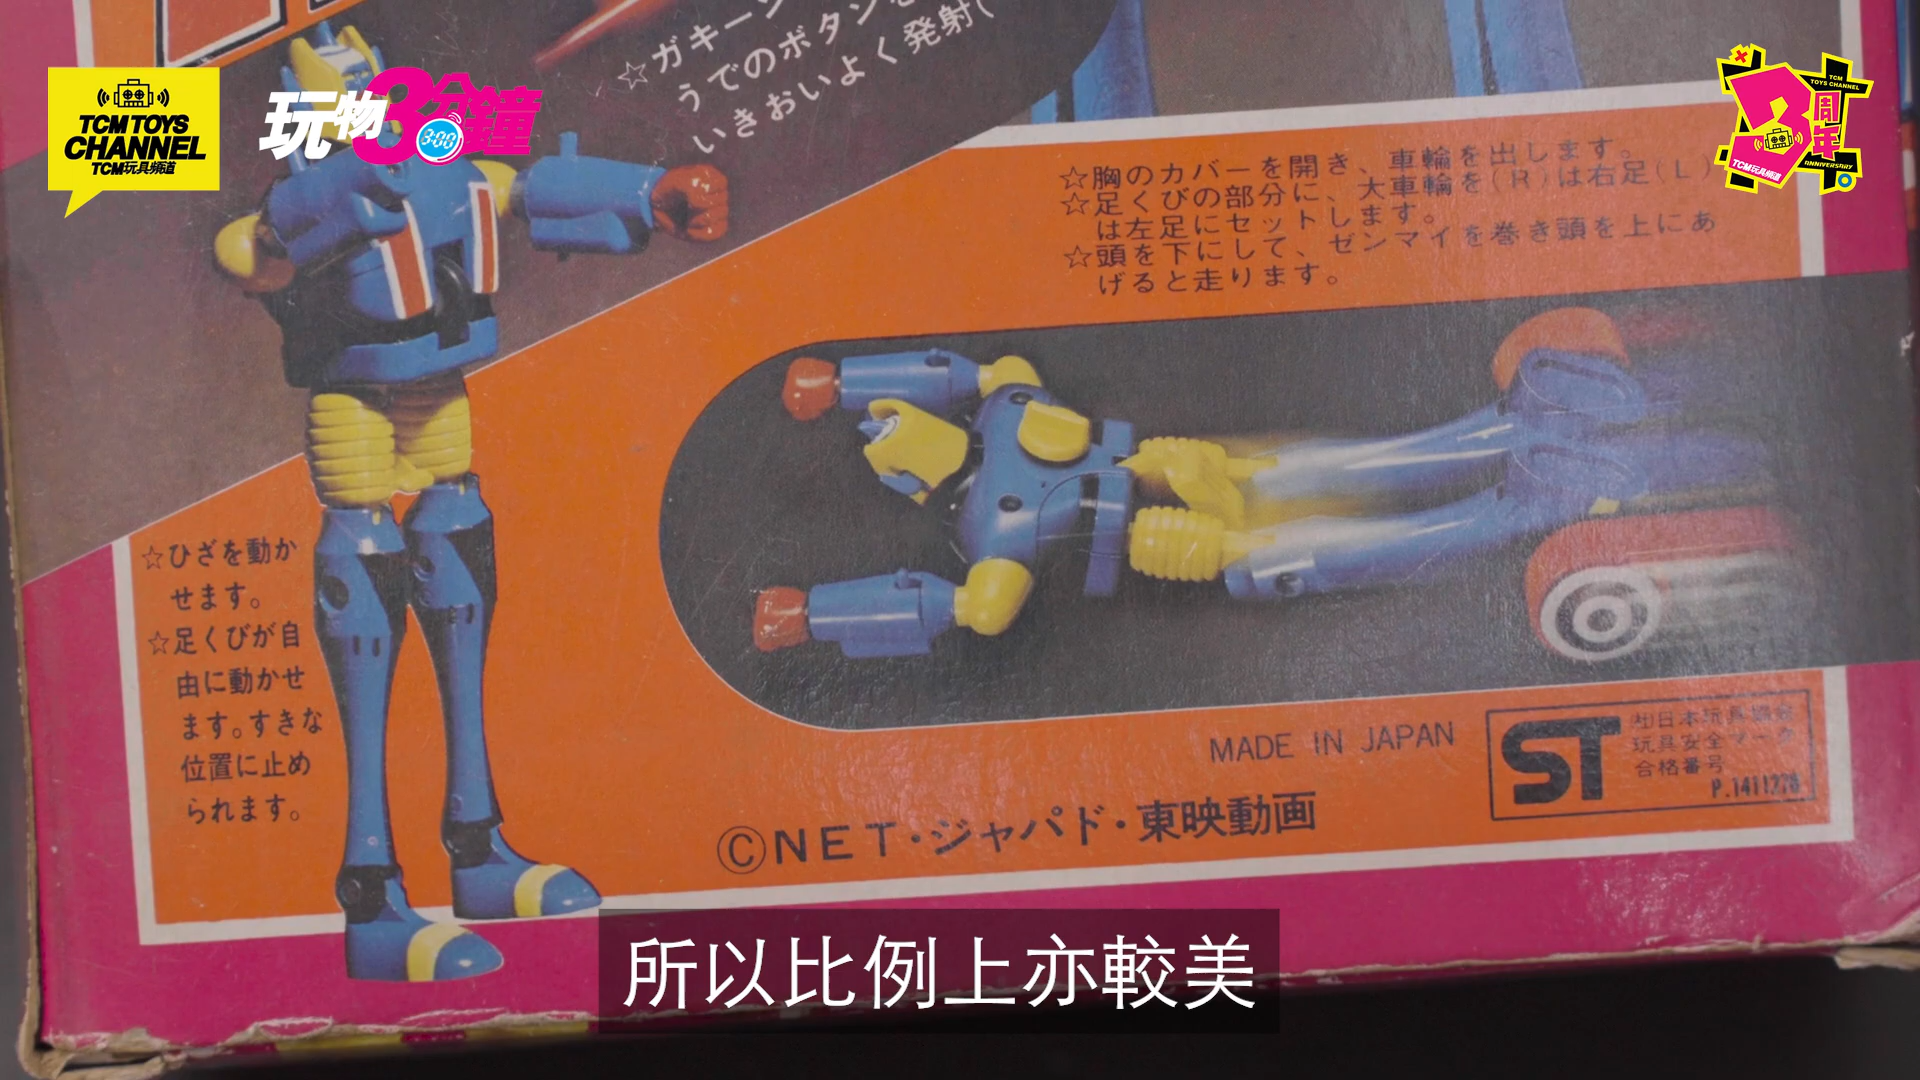 TCM TOYS
CHANNEL
TCM玩具頻道
玩物3分鐘
3:00
TCM
TOYS CHANNEL
3周年
ANNIVERSARY
TCM玩具頻道
☆ガキーン
うでのボタンを
いきおいよく発射(
☆胸のカバーを開き、車輪を出します。
☆足くびの部分に、大車輪を(R)は右足(L)
は左足にセットします。
☆頭を下にして、ゼンマイを巻き頭を上にあ
げると走ります。
☆ひざを動か
せます。
☆足くびが自
由に動かせ
ます。すきな
位置に止め
られます。
MADE IN JAPAN
ST
(社)日本玩具協会
玩具安全マーク
合格番号
P.1411278
©NET・ジャパド・東映動画
所以比例上亦較美